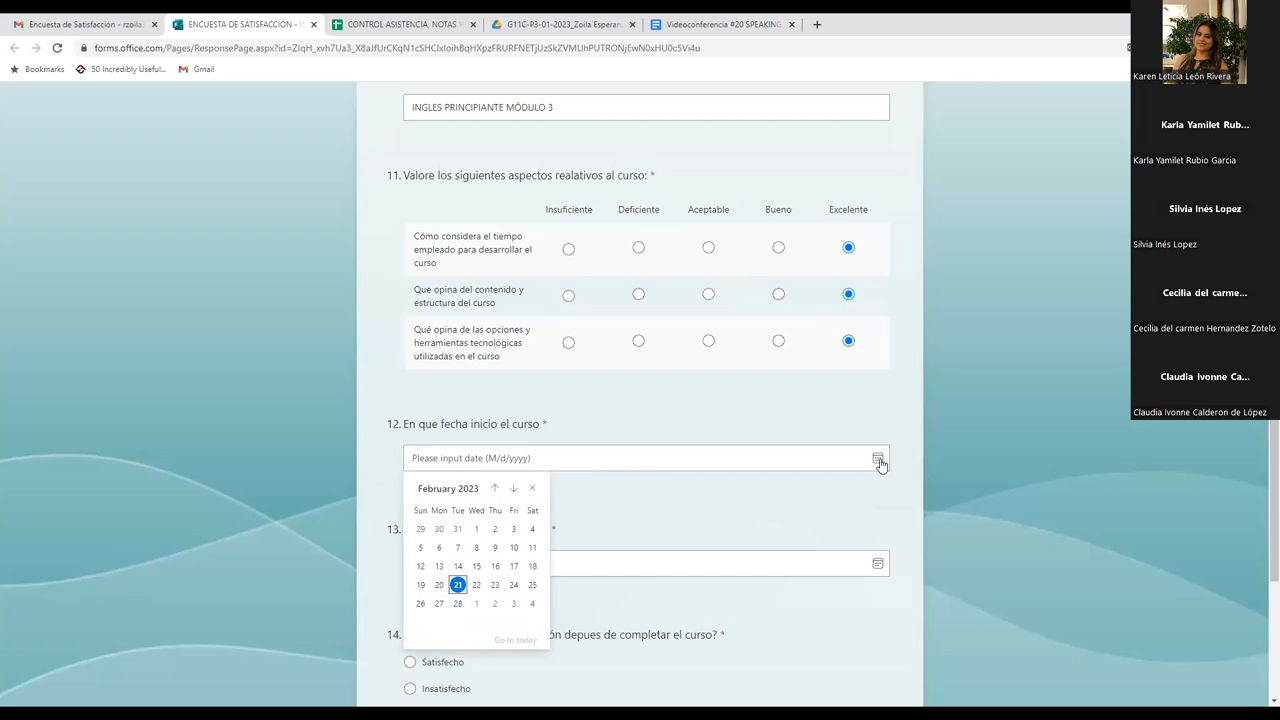 Encuesta de Satisfacción - rzoila
ENCUESTA DE SATISFACCIÓN - I
CONTROL ASISTENCIA, NOTAS
G11C-P3-01-2023_Zoila Esperan
Videoconferencia #20 SPEAKING
forms.office.com/Pages/ResponsePage.aspx?id=
Bookmarks
50 Incredibly Useful...
Gmail
INGLES PRINCIPIANTE MÓDULO 3
11. Valore los siguientes aspectos realativos al curso: *
Insuficiente Deficiente Aceptable Bueno Excelente
Cómo considera el tiempo
empleado para desarrollar el
curso
Que opina del contenido y
estructura del curso
Qué opina de las opciones y
herramientas tecnológicas
utilizadas en el curso
12. En que fecha inicio el curso *
Please input date (M/d/yyyy)
February 2023
Sun Mon Tue Wed Thu Fri Sat
29 30 31 1 2 3 4
5 6 7 8 9 10 11
12 13 14 15 16 17 18
19 20 21 22 23 24 25
26 27 28 1 2 3 4
Go to today
13. *
14. ón depues de completar el curso? *
Satisfecho
Insatisfecho
Karen Leticia León Rivera
Karla Yamilet Rub...
Karla Yamilet Rubio Garcia
Silvia Inés Lopez
Silvia Inés Lopez
Cecilia del carme...
Cecilia del carmen Hernandez Zotelo
Claudia Ivonne Ca...
Claudia Ivonne Calderon de López